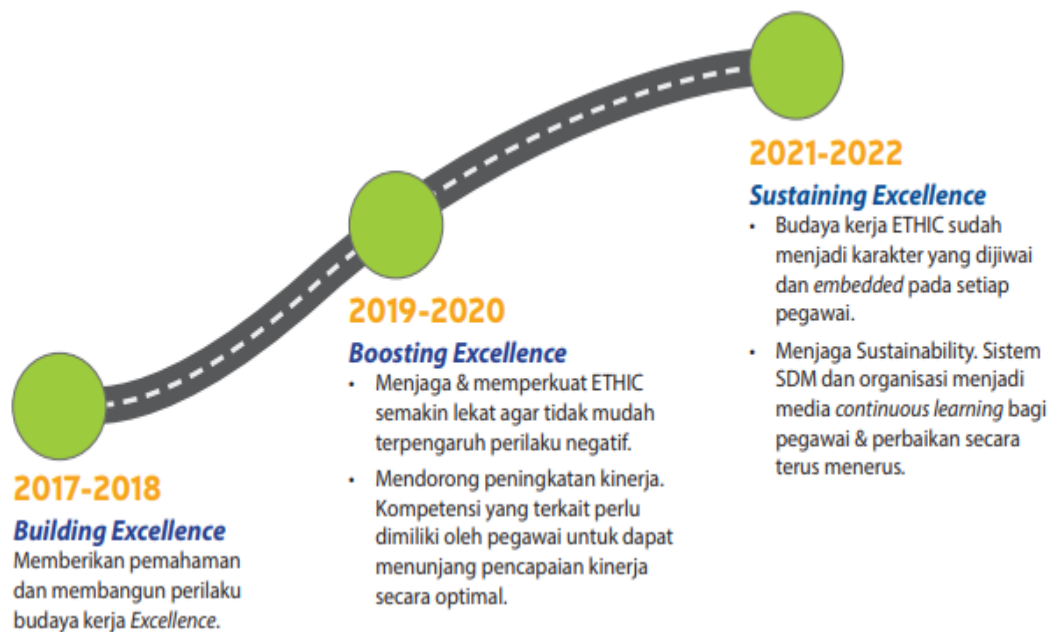 2017-2018
Building Excellence
Memberikan pemahaman
dan membangun perilaku
budaya kerja Excellence.
2019-2020
Boosting Excellence
• Menjaga & memperkuat ETHIC
semakin lekat agar tidak mudah
terpengaruh perilaku negatif.
• Mendorong peningkatan kinerja.
Kompetensi yang terkait perlu
dimiliki oleh pegawai untuk dapat
menunjang pencapaian kinerja
secara optimal.
2021-2022
Sustaining Excellence
• Budaya kerja ETHIC sudah
menjadi karakter yang dijiwai
dan embedded pada setiap
pegawai.
• Menjaga Sustainability. Sistem
SDM dan organisasi menjadi
media continuous learning bagi
pegawai & perbaikan secara
terus menerus.